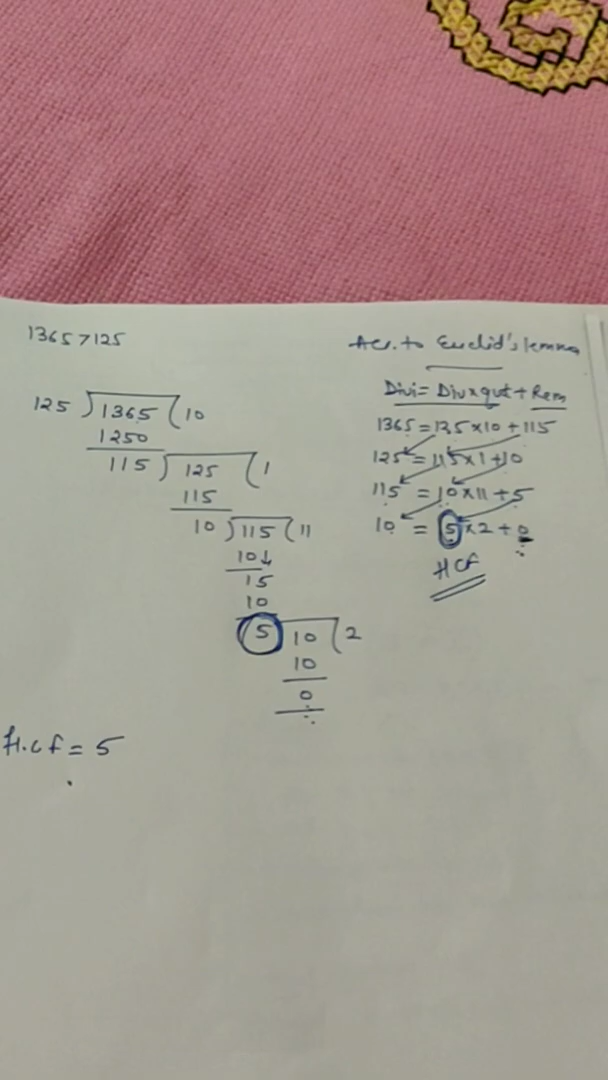 1365 > 125
125 ) 1365 ( 10
1250
115 ) 125 ( 1
115
10 ) 115 ( 11
10↓
15
10
5 ) 10 ( 2
10
0
H.C.f = 5
Acc. to Euclid's lemma
Divi = Div x qut + Rem
1365 = 125 × 10 + 115
125 = 115 × 1 + 10
115 = 10 × 11 + 5
10 = 5 × 2 + 0
HCF